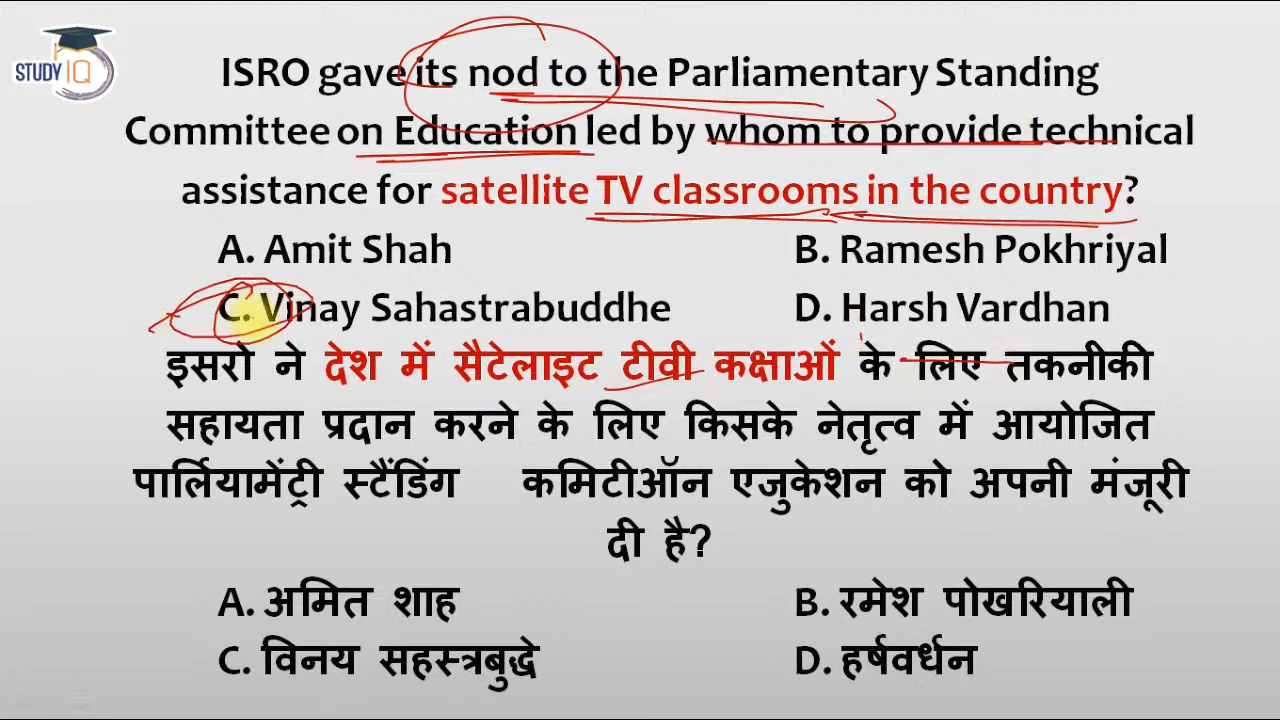 STUDY IQ
ISRO gave its nod to the Parliamentary Standing
Committee on Education led by whom to provide technical
assistance for satellite TV classrooms in the country?
A. Amit Shah B. Ramesh Pokhriyal
C. Vinay Sahastrabuddhe D. Harsh Vardhan
इसरो ने देश में सैटेलाइट टीवी कक्षाओं के लिए तकनीकी
सहायता प्रदान करने के लिए किसके नेतृत्व में आयोजित
पार्लियामेंट्री स्टैंडिंग कमिटीऑन एजुकेशन को अपनी मंजूरी
दी है?
A. अमित शाह B. रमेश पोखरियाली
C. विनय सहस्त्रबुद्धे D. हर्षवर्धन